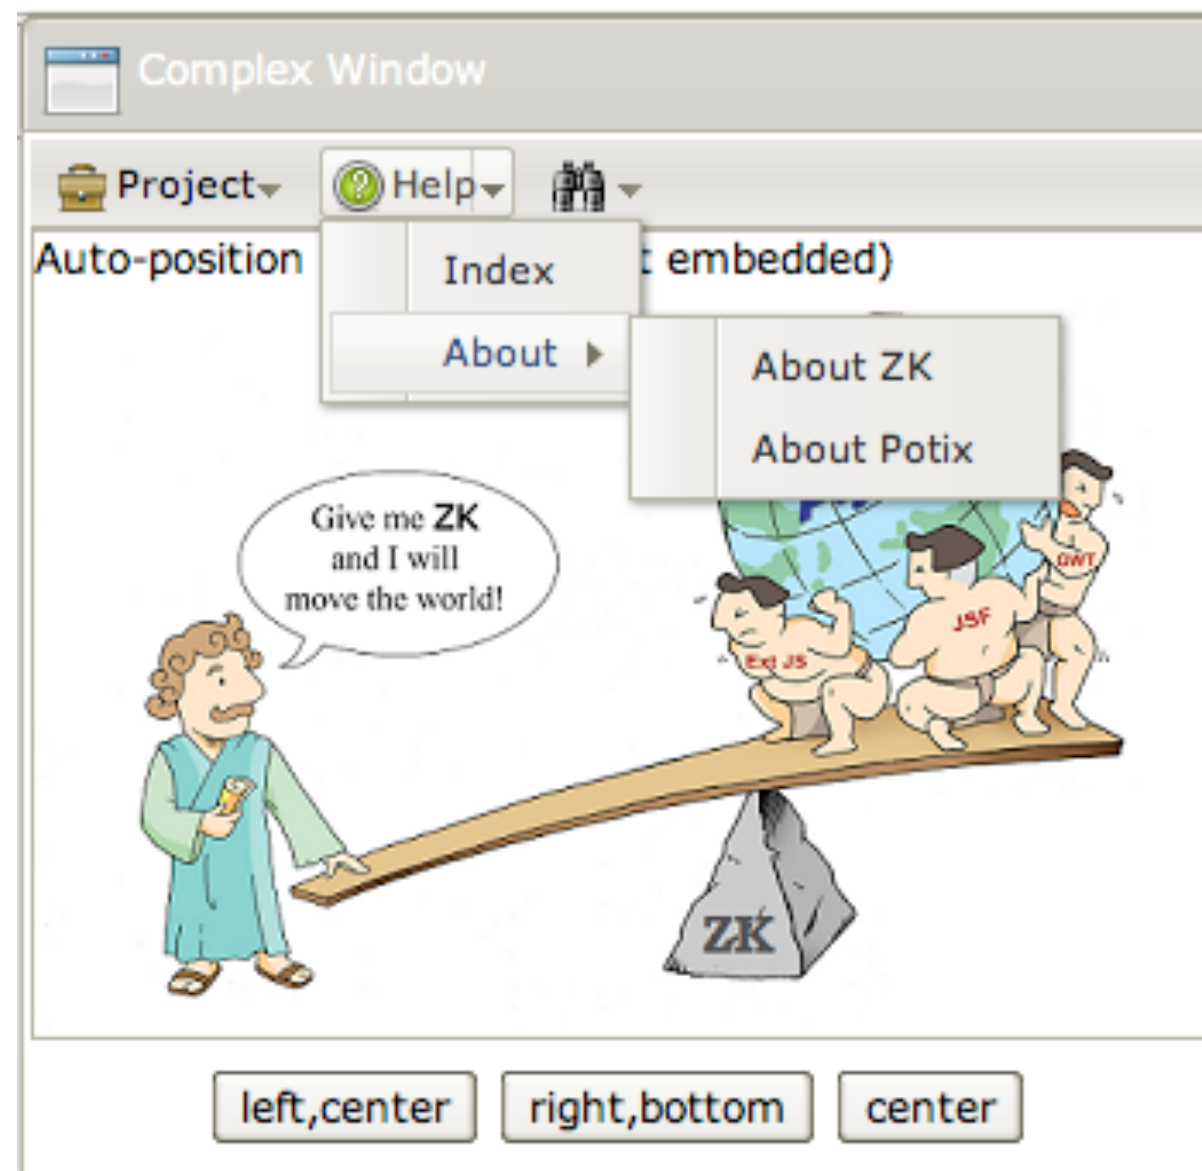 Complex Window
Project Help
Auto-position
embedded)
Index
About
About ZK
About Potix
Give me ZK
and I will
move the world!
GWT
JSF
Ext JS
ZK
left,center right,bottom center